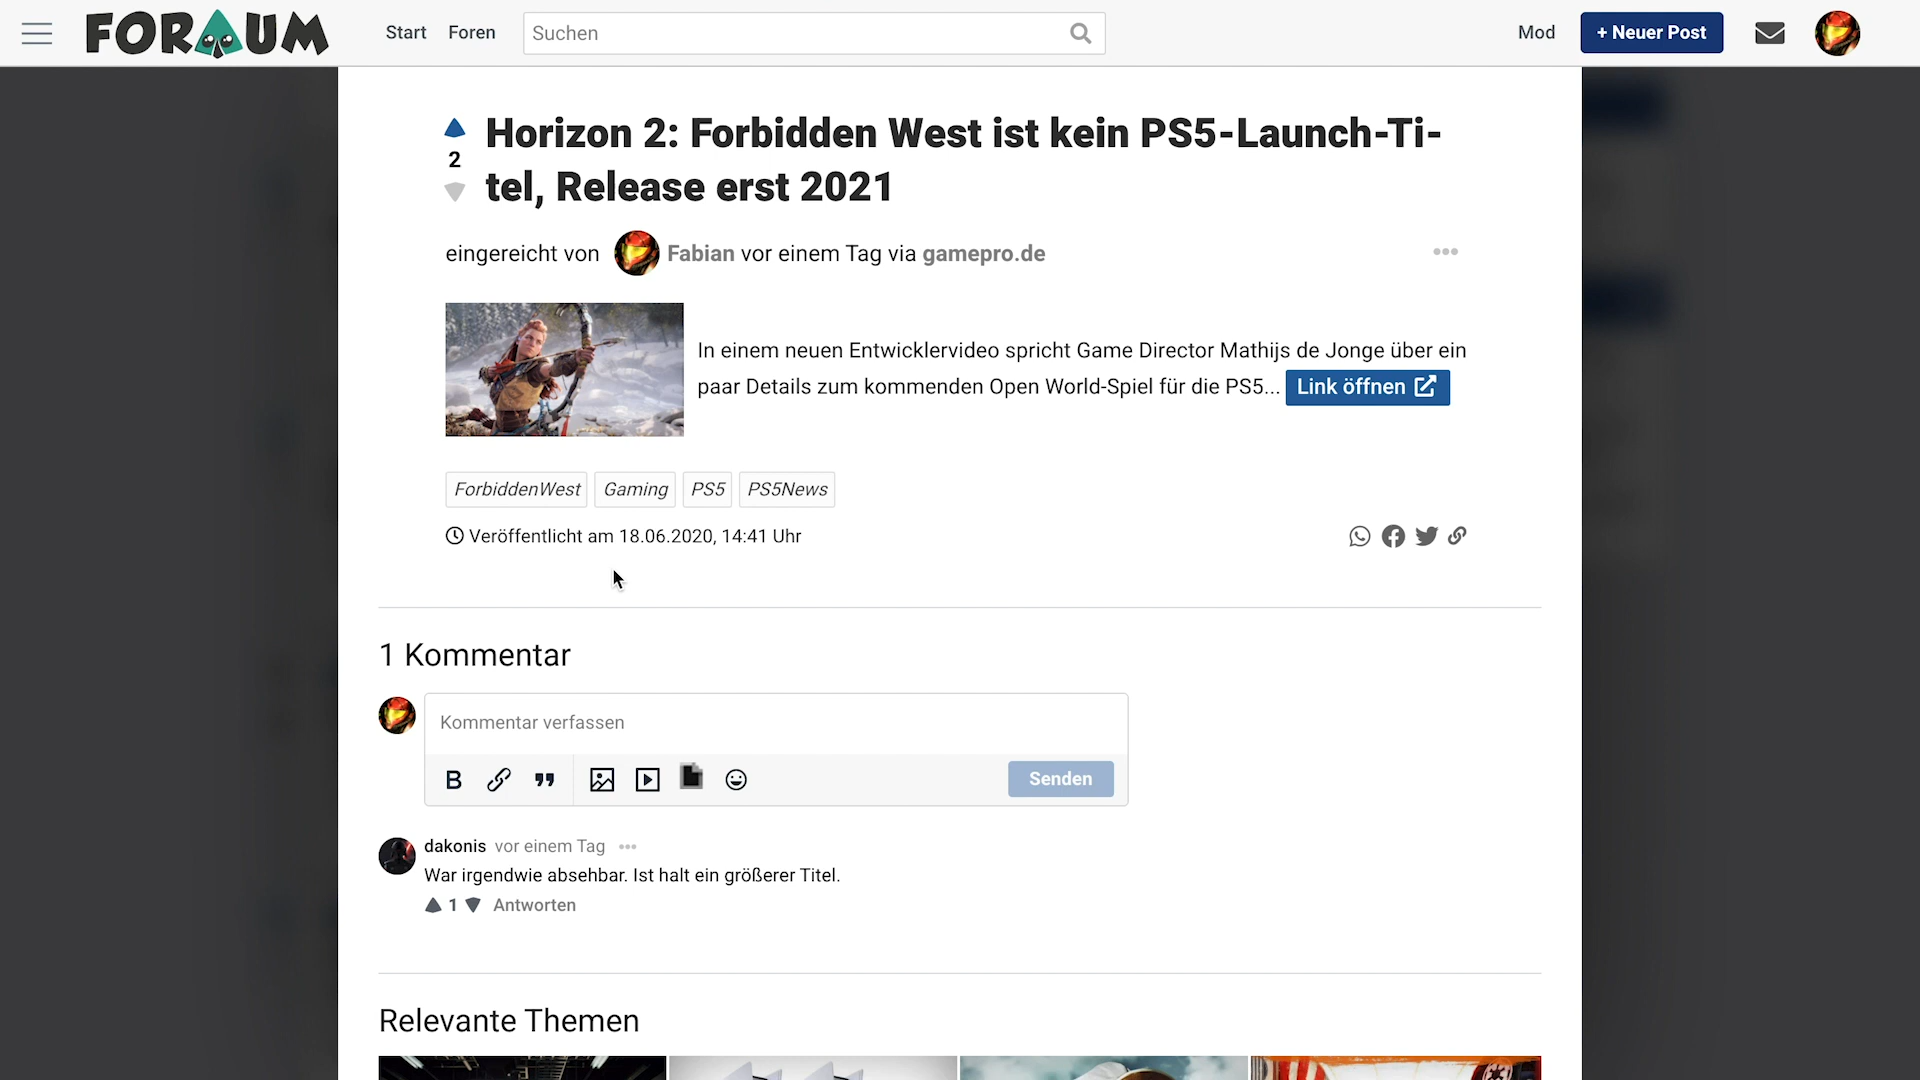 FORAUM
Start Foren Suchen Mod + Neuer Post
Horizon 2: Forbidden West ist kein PS5-Launch-Ti-
tel, Release erst 2021
2
eingereicht von Fabian vor einem Tag via gamepro.de
In einem neuen Entwicklervideo spricht Game Director Mathijs de Jonge über ein
paar Details zum kommenden Open World-Spiel für die PS5... Link öffnen
ForbiddenWest Gaming PS5 PS5News
Veröffentlicht am 18.06.2020, 14:41 Uhr
1 Kommentar
Kommentar verfassen
B Senden
dakonis vor einem Tag
War irgendwie absehbar. Ist halt ein größerer Titel.
1 Antworten
Relevante Themen